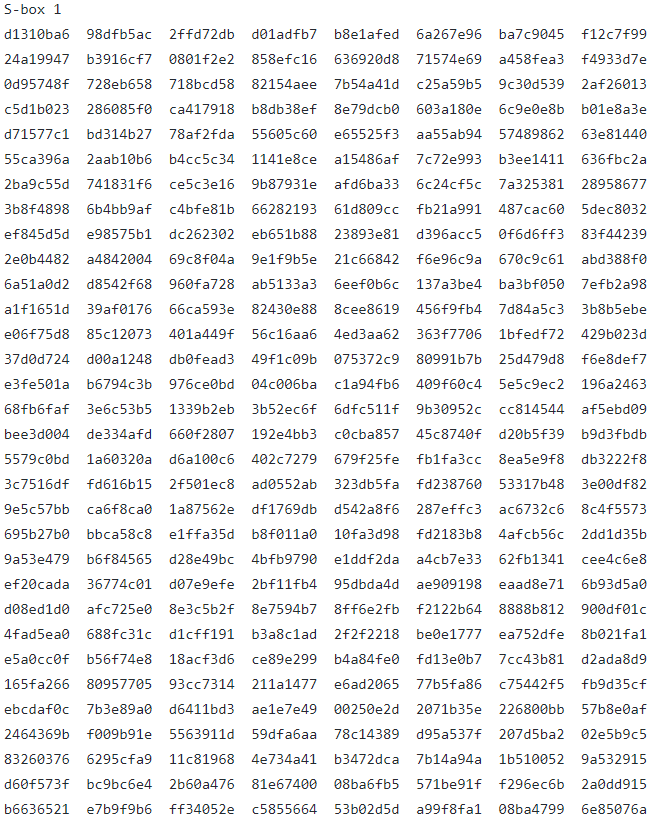 S-box 1
d1310ba6 98dfb5ac 2ffd72db d01adfb7 b8e1afed 6a267e96 ba7c9045 f12c7f99
24a19947 b3916cf7 0801f2e2 858efc16 636920d8 71574e69 a458fea3 f4933d7e
0d95748f 728eb658 718bcd58 82154aee 7b54a41d c25a59b5 9c30d539 2af26013
c5d1b023 286085f0 ca417918 b8db38ef 8e79dcb0 603a180e 6c9e0e8b b01e8a3e
d71577c1 bd314b27 78af2fda 55605c60 e65525f3 aa55ab94 57489862 63e81440
55ca396a 2aab10b6 b4cc5c34 1141e8ce a15486af 7c72e993 b3ee1411 636fbc2a
2ba9c55d 741831f6 ce5c3e16 9b87931e afd6ba33 6c24cf5c 7a325381 28958677
3b8f4898 6b4bb9af c4bfe81b 66282193 61d809cc fb21a991 487cac60 5dec8032
ef845d5d e98575b1 dc262302 eb651b88 23893e81 d396acc5 0f6d6ff3 83f44239
2e0b4482 a4842004 69c8f04a 9e1f9b5e 21c66842 f6e96c9a 670c9c61 abd388f0
6a51a0d2 d8542f68 960fa728 ab5133a3 6eef0b6c 137a3be4 ba3bf050 7efb2a98
a1f1651d 39af0176 66ca593e 82430e88 8cee8619 456f9fb4 7d84a5c3 3b8b5ebe
e06f75d8 85c12073 401a449f 56c16aa6 4ed3aa62 363f7706 1bfedf72 429b023d
37d0d724 d00a1248 db0fead3 49f1c09b 075372c9 80991b7b 25d479d8 f6e8def7
e3fe501a b6794c3b 976ce0bd 04c006ba c1a94fb6 409f60c4 5e5c9ec2 196a2463
68fb6faf 3e6c53b5 1339b2eb 3b52ec6f 6dfc511f 9b30952c cc814544 af5ebd09
bee3d004 de334afd 660f2807 192e4bb3 c0cba857 45c8740f d20b5f39 b9d3fbdb
5579c0bd 1a60320a d6a100c6 402c7279 679f25fe fb1fa3cc 8ea5e9f8 db3222f8
3c7516df fd616b15 2f501ec8 ad0552ab 323db5fa fd238760 53317b48 3e00df82
9e5c57bb ca6f8ca0 1a87562e df1769db d542a8f6 287effc3 ac6732c6 8c4f5573
695b27b0 bbca58c8 e1ffa35d b8f011a0 10fa3d98 fd2183b8 4afcb56c 2dd1d35b
9a53e479 b6f84565 d28e49bc 4bfb9790 e1ddf2da a4cb7e33 62fb1341 cee4c6e8
ef20cada 36774c01 d07e9efe 2bf11fb4 95dbda4d ae909198 eaad8e71 6b93d5a0
d08ed1d0 afc725e0 8e3c5b2f 8e7594b7 8ff6e2fb f2122b64 8888b812 900df01c
4fad5ea0 688fc31c d1cff191 b3a8c1ad 2f2f2218 be0e1777 ea752dfe 8b021fa1
e5a0cc0f b56f74e8 18acf3d6 ce89e299 b4a84fe0 fd13e0b7 7cc43b81 d2ada8d9
165fa266 80957705 93cc7314 211a1477 e6ad2065 77b5fa86 c75442f5 fb9d35cf
ebcdaf0c 7b3e89a0 d6411bd3 ae1e7e49 00250e2d 2071b35e 226800bb 57b8e0af
2464369b f009b91e 5563911d 59dfa6aa 78c14389 d95a537f 207d5ba2 02e5b9c5
83260376 6295cfa9 11c81968 4e734a41 b3472dca 7b14a94a 1b510052 9a532915
d60f573f bc9bc6e4 2b60a476 81e67400 08ba6fb5 571be91f f296ec6b 2a0dd915
b6636521 e7b9f9b6 ff34052e c5855664 53b02d5d a99f8fa1 08ba4799 6e85076a